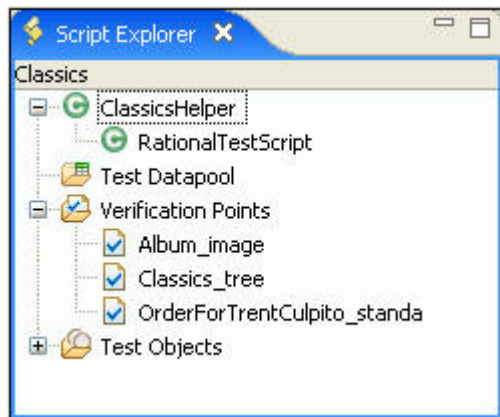 Script Explorer
Classics
ClassicsHelper
RationalTestScript
Test Datapool
Verification Points
Album_image
Classics_tree
OrderForTrentCulpito_standa
Test Objects